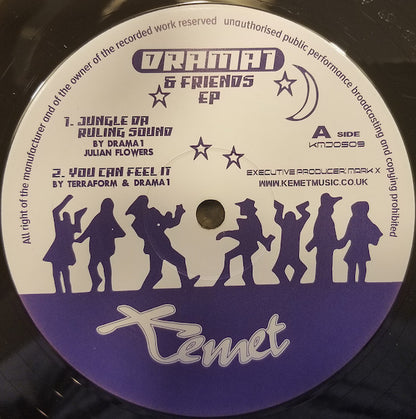 All right of the manufacturer and of the owner of the recorded work reserved unauthorised public performance broadcasting and copying prohibited
DRAMA1
& FRIENDS
EP
1. JUNGLE DA
RULING SOUND
BY DRAMA1
JULIAN FLOWERS
2. YOU CAN FEEL IT
BY TERRAFORM & DRAMA1
A SIDE
KMDOS09
EXECUTIVE PRODUCER: MARK X
WWW.KEMETMUSIC.CO.UK
Kemet